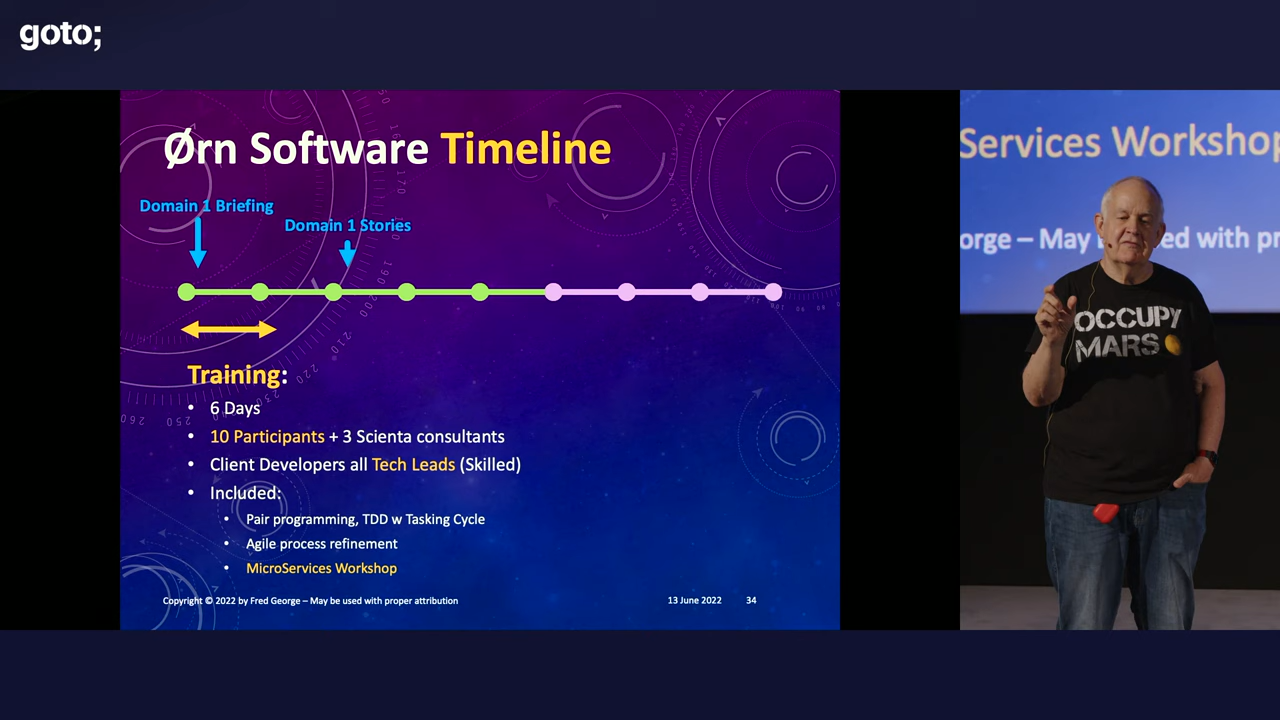 goto;
Ørn Software Timeline
Domain 1 Briefing
Domain 1 Stories
Training:
• 6 Days
• 10 Participants + 3 Scienta consultants
• Client Developers all Tech Leads (Skilled)
• Included:
• Pair programming, TDD w Tasking Cycle
• Agile process refinement
• MicroServices Workshop
Copyright © 2022 by Fred George – May be used with proper attribution
13 June 2022
34
Services Workshop
orge – May
ed with pr
OCCUPY
MARS